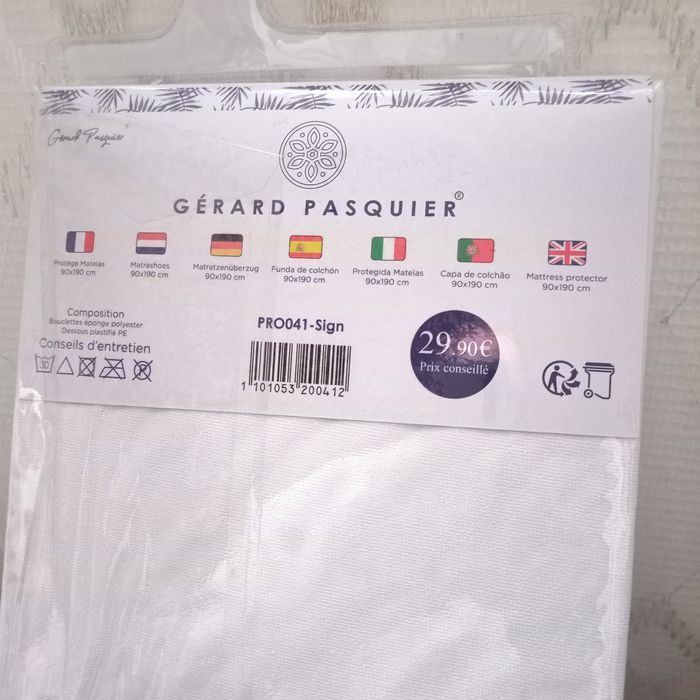 Gérard Pasquier
GÉRARD PASQUIER®
Protège Matelas
90x190 cm
Matrashoes
90x190 cm
Matratzenüberzug
90x190 cm
Funda de colchón
90x190 cm
Protegida Matelas
90x190 cm
Capa de colchão
90x190 cm
Mattress protector
90x190 cm
Composition
Bouclettes éponge polyester
Dessous plastifié PE
Conseils d'entretien
30
PRO041-Sign
1 101053 200412
29.90€
Prix conseillé